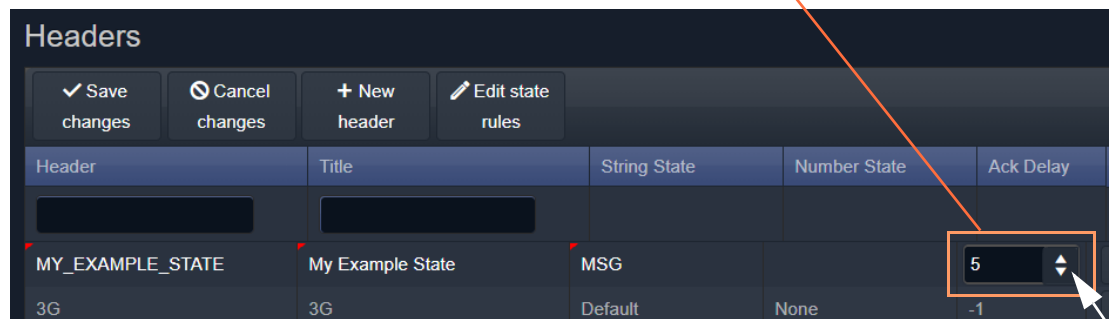 Headers
Save changes Cancel changes + New header Edit state rules
Header Title String State Number State Ack Delay
MY_EXAMPLE_STATE My Example State MSG 5
3G 3G Default None -1